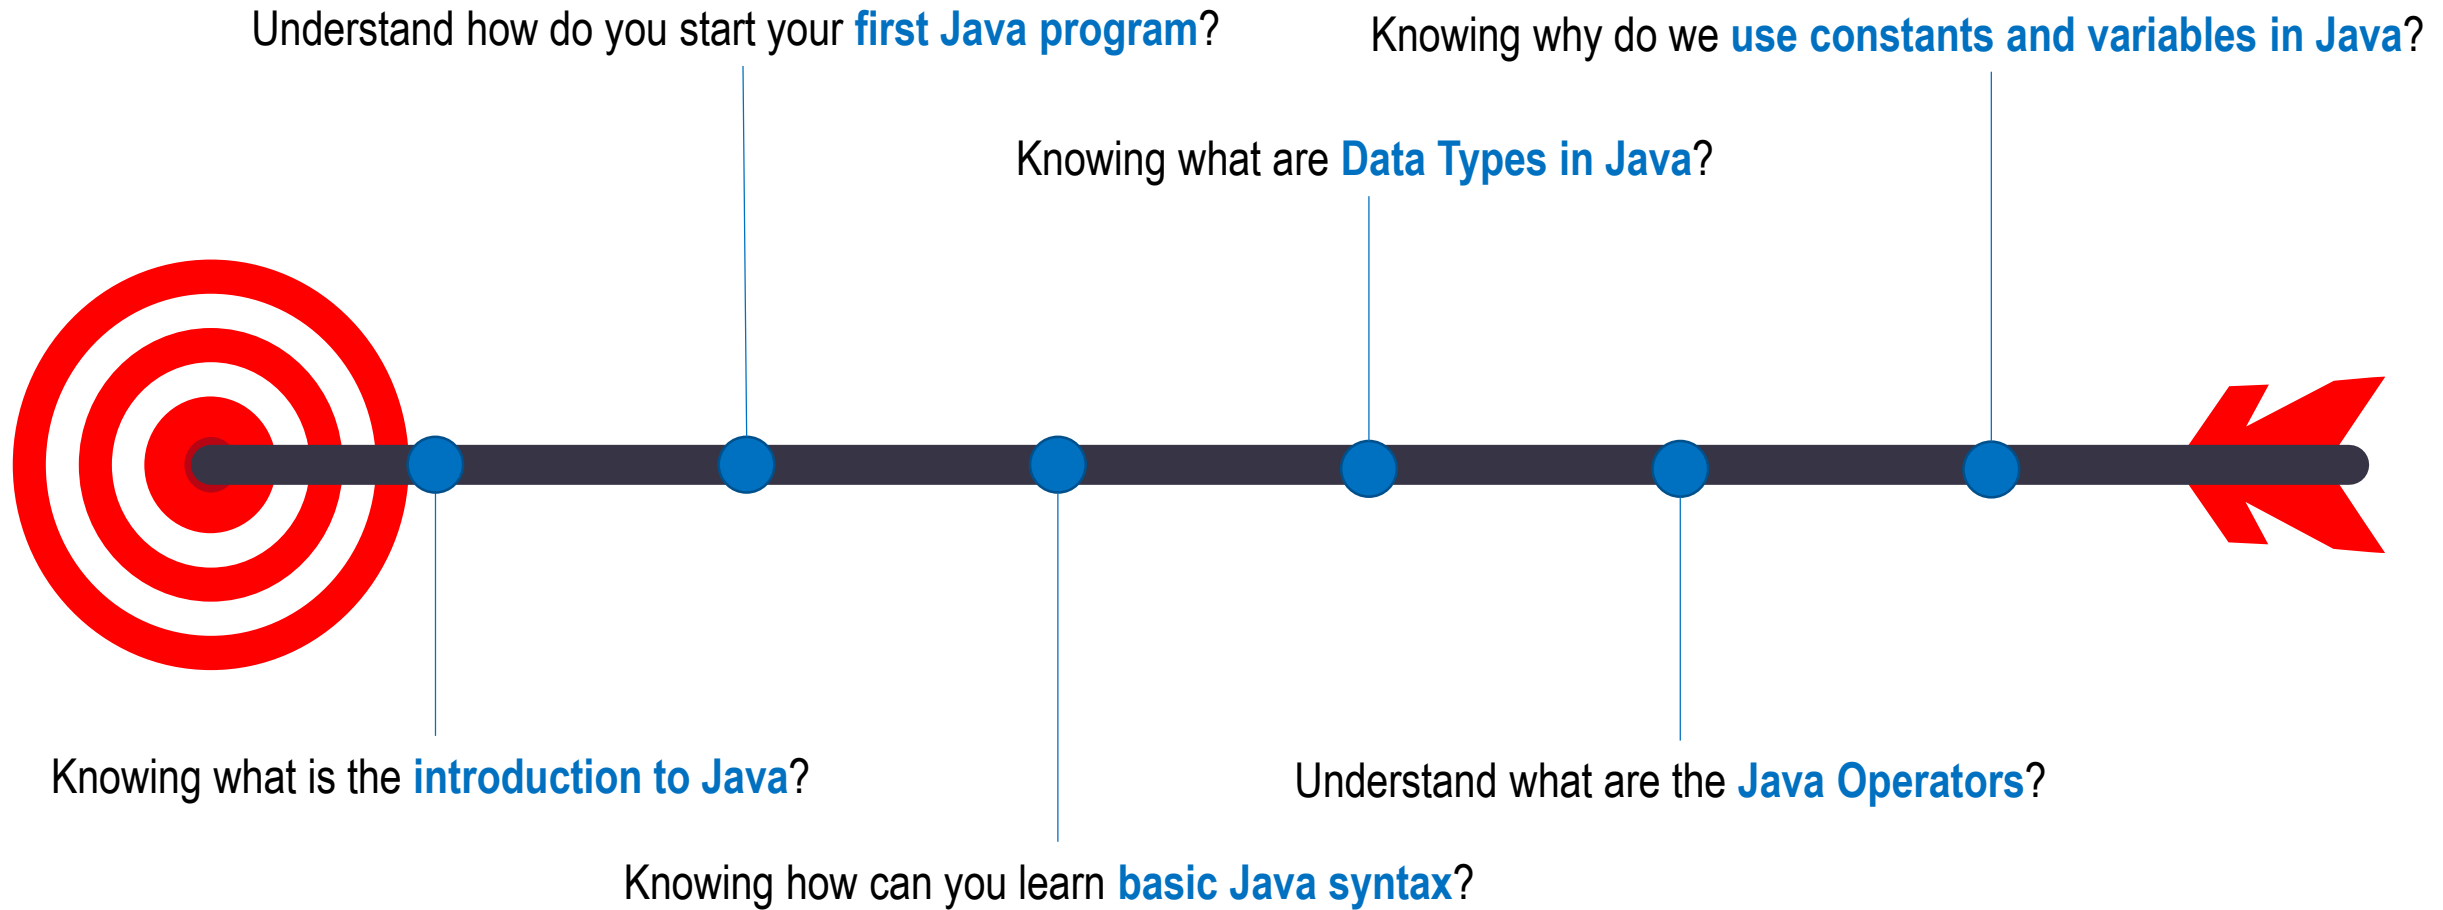 Understand how do you start your first Java program?
Knowing why do we use constants and variables in Java?
Knowing what are Data Types in Java?
Knowing what is the introduction to Java?
Understand what are the Java Operators?
Knowing how can you learn basic Java syntax?